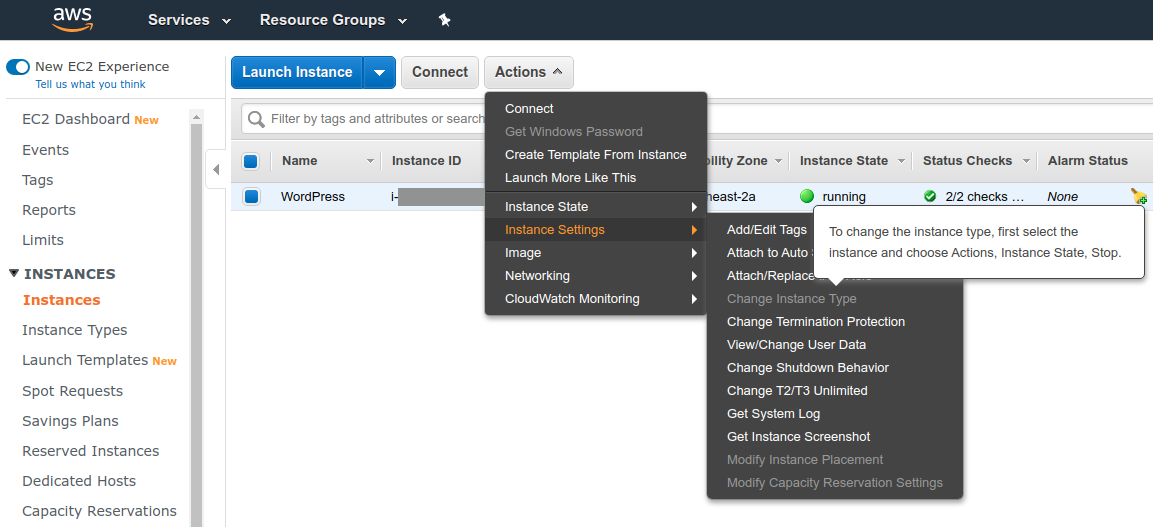 aws Services Resource Groups
New EC2 Experience
Tell us what you think
EC2 Dashboard New
Events
Tags
Reports
Limits
INSTANCES
Instances
Instance Types
Launch Templates New
Spot Requests
Savings Plans
Reserved Instances
Dedicated Hosts
Capacity Reservations
Launch Instance Connect Actions
Filter by tags and attributes or search
Name Instance ID Zone Instance State Status Checks Alarm Status
WordPress i- running 2/2 checks ... None
Connect
Get Windows Password
Create Template From Instance
Launch More Like This
Instance State
Instance Settings
Image
Networking
CloudWatch Monitoring
Add/Edit Tags
Attach to Auto
Attach/Replace
Change Instance Type
Change Termination Protection
View/Change User Data
Change Shutdown Behavior
Change T2/T3 Unlimited
Get System Log
Get Instance Screenshot
Modify Instance Placement
Modify Capacity Reservation Settings
To change the instance type, first select the
instance and choose Actions, Instance State, Stop.